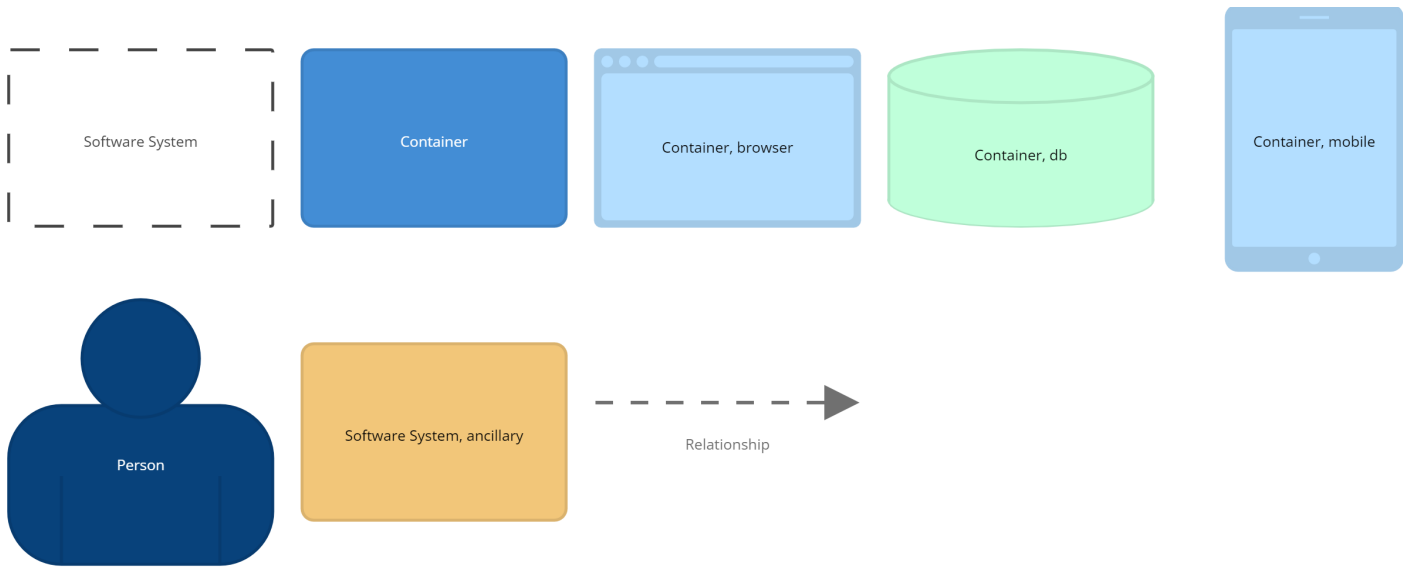 Software System
Container
Container, browser
Container, db
Container, mobile
Person
Software System, ancillary
Relationship